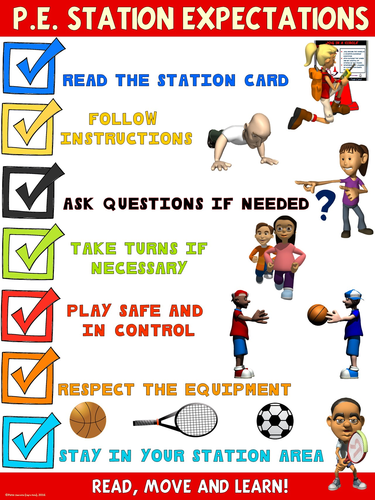 P.E. STATION EXPECTATIONS
READ THE STATION CARD
FOLLOW
INSTRUCTIONS
ASK QUESTIONS IF NEEDED ?
TAKE TURNS IF
NECESSARY
PLAY SAFE AND
IN CONTROL
RESPECT THE EQUIPMENT
STAY IN YOUR STATION AREA
READ, MOVE AND LEARN!